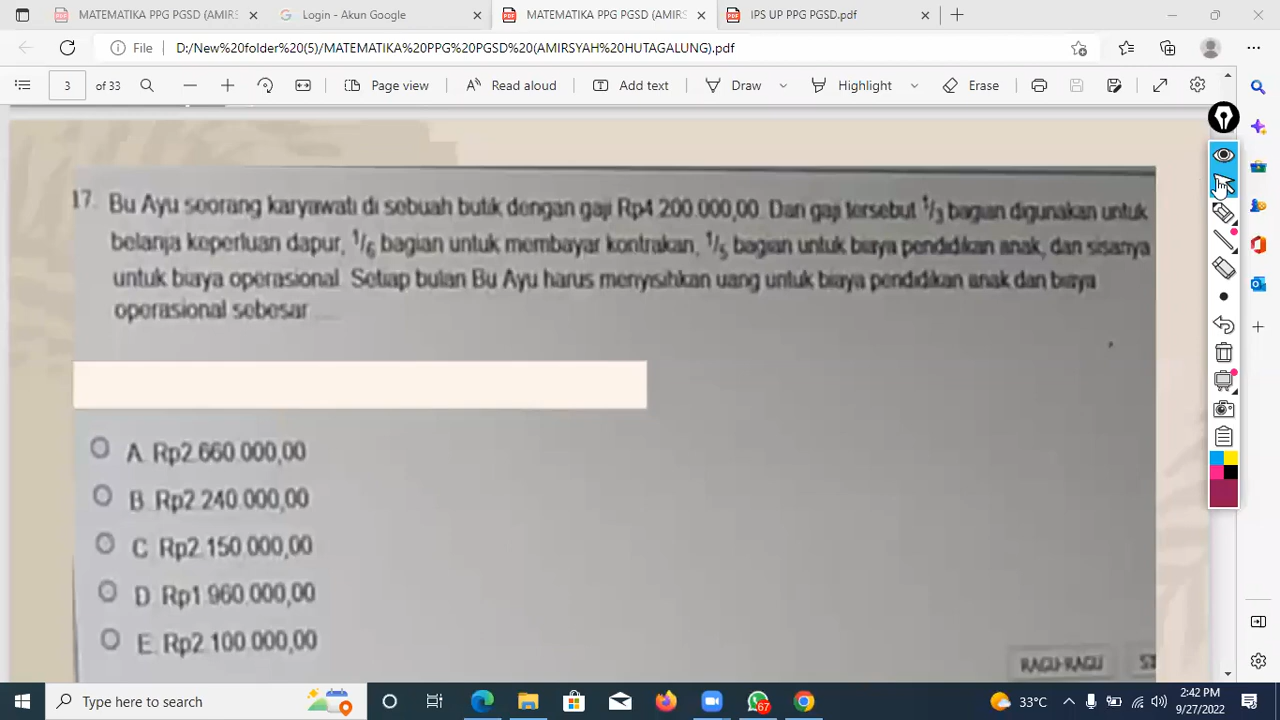 MATEMATIKA PPG PGSD (AMIRSYAH
Login - Akun Google
MATEMATIKA PPG PGSD (AMIRS
IPS UP PPG PGSD.pdf
File
D:/New%20folder%20(5)/MATEMATIKA%20PPG%20PGSD%20(AMIRSYAH%20HUTAGALUNG).pdf
3 of 33
Page view
Read aloud
Add text
Draw
Highlight
Erase
17. Bu Ayu seorang karyawati di sebuah butik dengan gaji Rp4.200.000,00. Dari gaji tersebut 1/3 bagian digunakan untuk
belanja keperluan dapur, 1/6 bagian untuk membayar kontrakan, 1/5 bagian untuk biaya pendidikan anak, dan sisanya
untuk biaya operasional. Setiap bulan Bu Ayu harus menyisihkan uang untuk biaya pendidikan anak dan biaya
operasional sebesar ....
A. Rp2.660.000,00
B. Rp2.240.000,00
C. Rp2.150.000,00
D. Rp1.960.000,00
E. Rp2.100.000,00
RAGU-RAGU
Type here to search
67
33°C
2:42 PM
9/27/2022